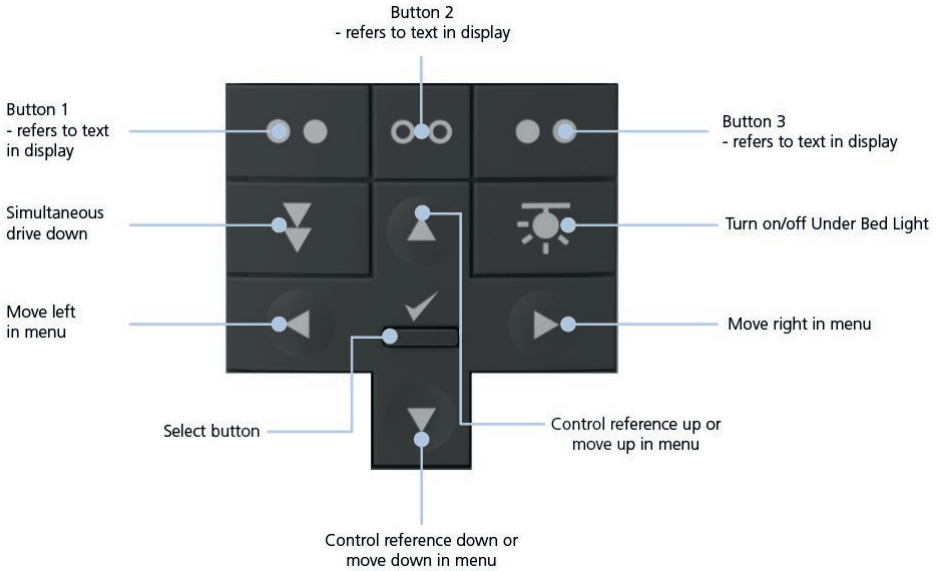 Button 2
- refers to text in display
Button 1
- refers to text
in display
Button 3
- refers to text in display
Simultaneous
drive down
Turn on/off Under Bed Light
Move left
in menu
Move right in menu
Select button
Control reference up or
move up in menu
Control reference down or
move down in menu